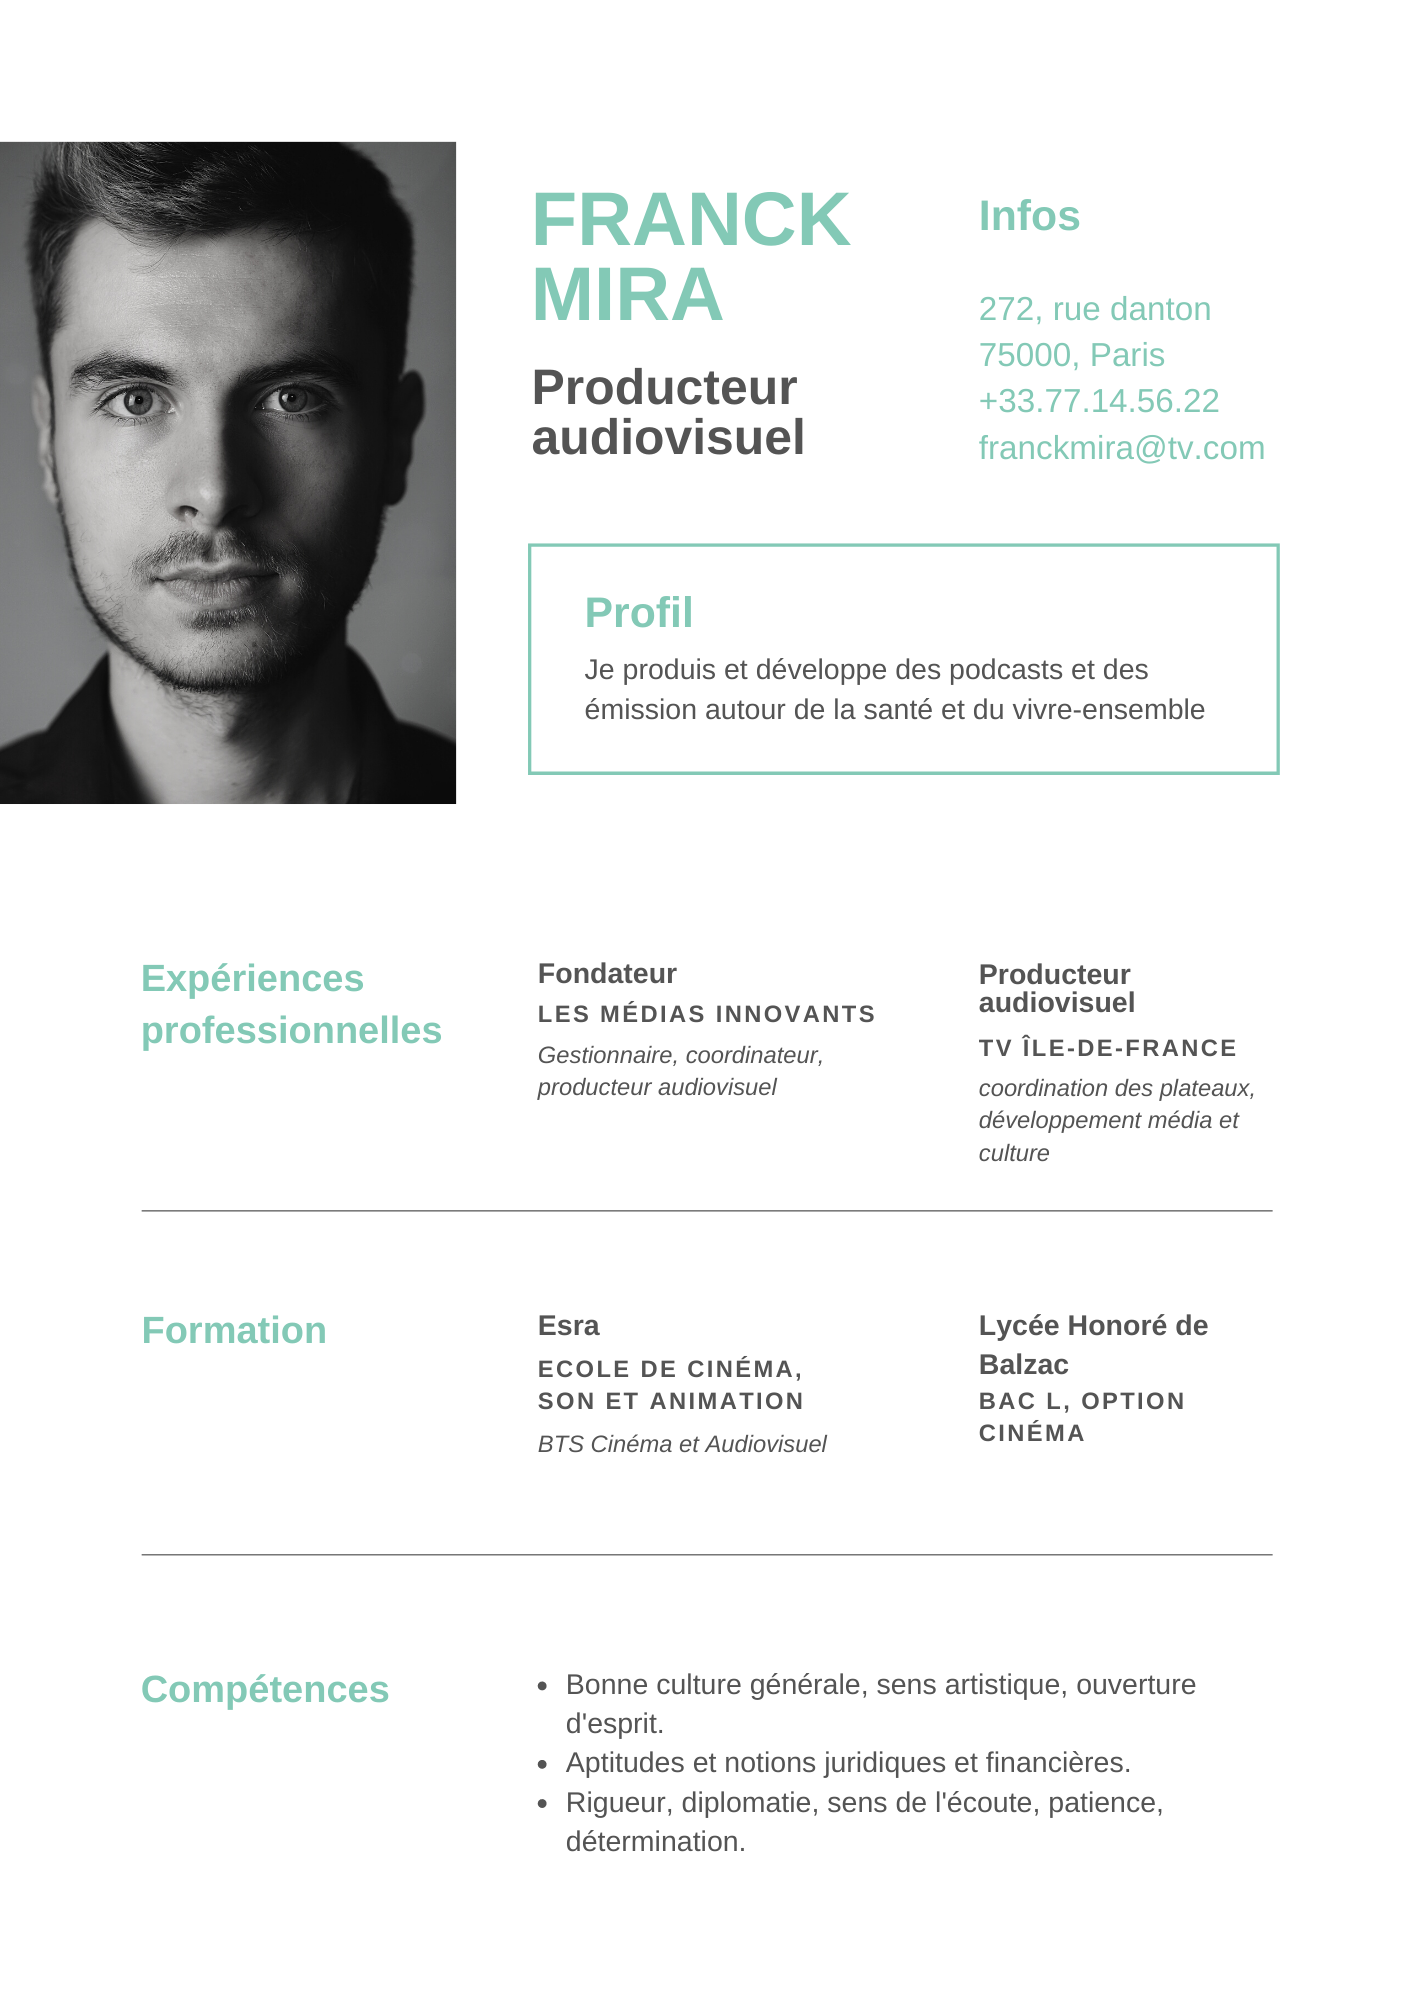 FRANCK
MIRA
Producteur
audiovisuel
Infos
272, rue danton
75000, Paris
+33.77.14.56.22
franckmira@tv.com
Profil
Je produis et développe des podcasts et des
émission autour de la santé et du vivre-ensemble
Expériences
professionnelles
Fondateur
LES MÉDIAS INNOVANTS
Gestionnaire, coordinateur,
producteur audiovisuel
Producteur
audiovisuel
TV ÎLE-DE-FRANCE
coordination des plateaux,
développement média et
culture
Formation
Esra
ECOLE DE CINÉMA,
SON ET ANIMATION
BTS Cinéma et Audiovisuel
Lycée Honoré de
Balzac
BAC L, OPTION
CINÉMA
Compétences
• Bonne culture générale, sens artistique, ouverture
d'esprit.
• Aptitudes et notions juridiques et financières.
• Rigueur, diplomatie, sens de l'écoute, patience,
détermination.